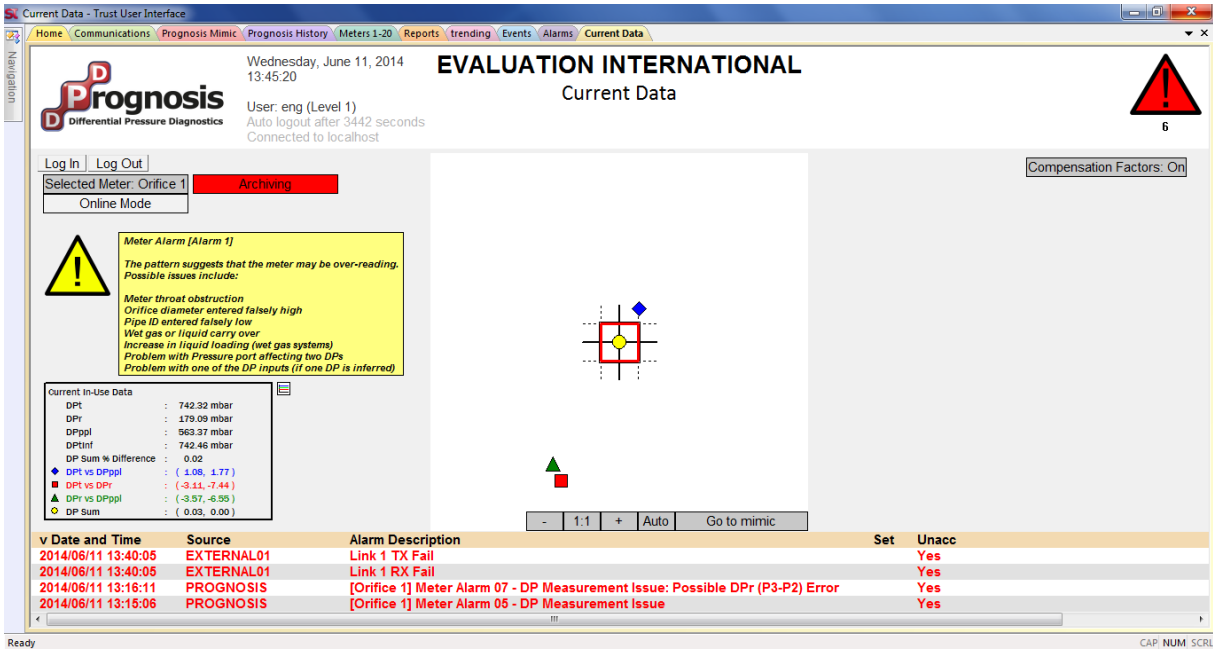 Current Data - Trust User Interface
Home Communications Prognosis Mimic Prognosis History Meters 1-20 Reports trending Events Alarms Current Data
Navigation
DPrognosis
D Differential Pressure Diagnostics
Wednesday, June 11, 2014
13:45:20
User: eng (Level 1)
Auto logout after 3442 seconds
Connected to localhost
EVALUATION INTERNATIONAL
Current Data
!
6
Log In Log Out
Selected Meter: Orifice 1 Archiving
Online Mode
Compensation Factors: On
!
Meter Alarm [Alarm 1]
The pattern suggests that the meter may be over-reading.
Possible issues include:
Meter throat obstruction
Orifice diameter entered falsely high
Pipe ID entered falsely low
Wet gas or liquid carry over
Increase in liquid loading (wet gas systems)
Problem with Pressure port affecting two DPs
Problem with one of the DP inputs (if one DP is inferred)
Current In-Use Data
DPt : 742.32 mbar
DPr : 179.09 mbar
DPppl : 563.37 mbar
DPtInf : 742.46 mbar
DP Sum % Difference : 0.02
DPt vs DPppl : ( 1.08, 1.77 )
DPt vs DPr : ( -3.11, -7.44 )
DPr vs DPppl : ( -3.57, -6.55 )
DP Sum : ( 0.03, 0.00 )
- 1:1 + Auto Go to mimic
v Date and Time Source Alarm Description Set Unacc
2014/06/11 13:40:05 EXTERNAL01 Link 1 TX Fail Yes
2014/06/11 13:40:05 EXTERNAL01 Link 1 RX Fail Yes
2014/06/11 13:16:11 PROGNOSIS [Orifice 1] Meter Alarm 07 - DP Measurement Issue: Possible DPr (P3-P2) Error Yes
2014/06/11 13:15:06 PROGNOSIS [Orifice 1] Meter Alarm 05 - DP Measurement Issue Yes
Ready CAP NUM SCRL